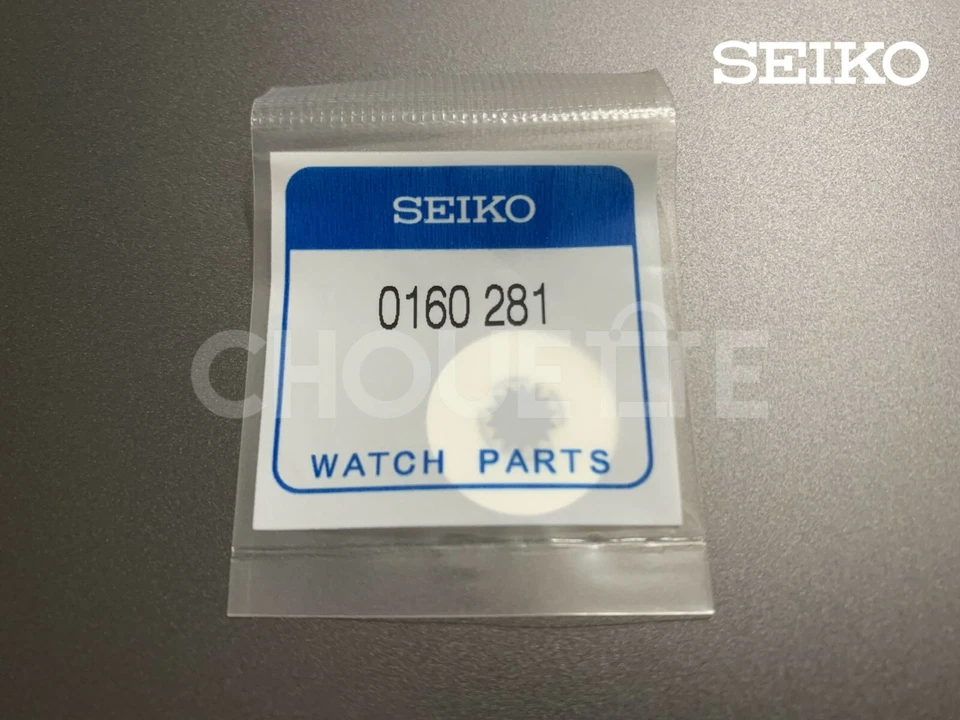 SEIKO
SEIKO
0160 281
CHOUETTE
WATCH PARTS